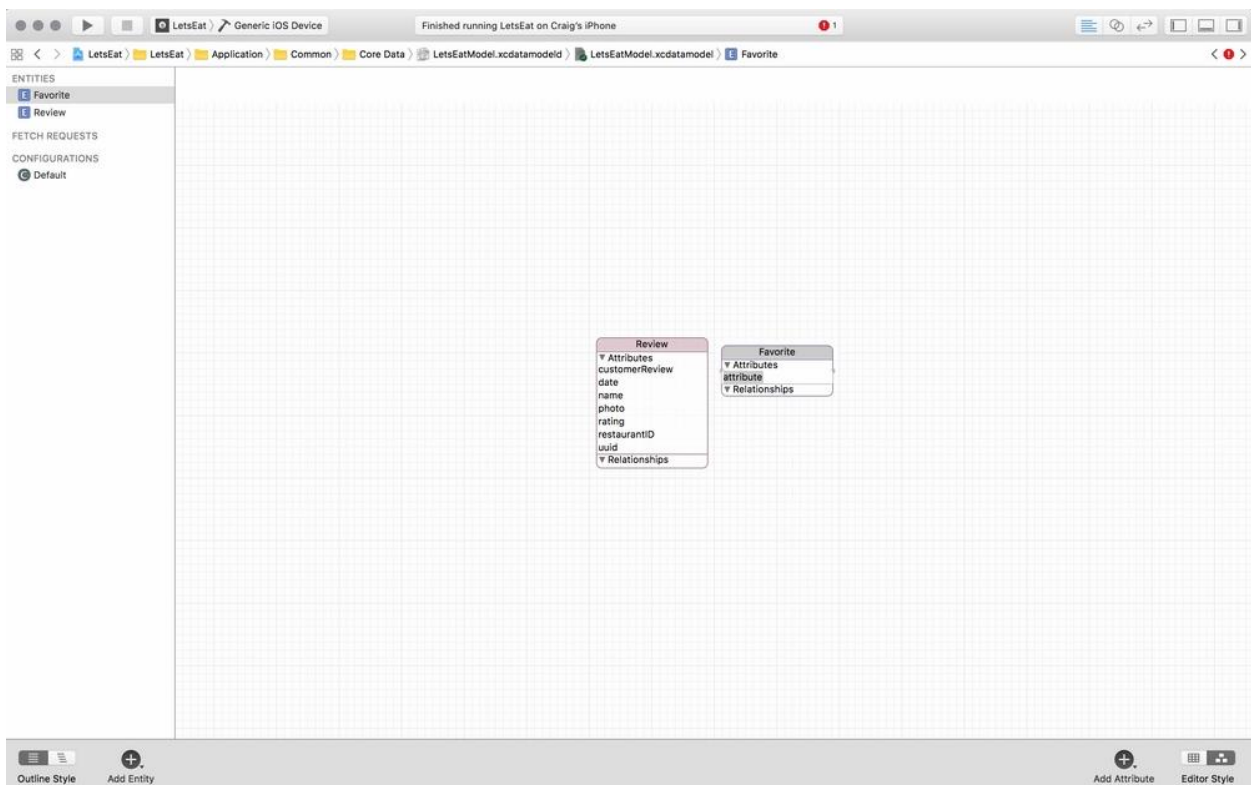 LetsEat
Generic iOS Device
Finished running LetsEat on Craig's iPhone
1
LetsEat
LetsEat
Application
Common
Core Data
LetsEatModel.xcdatamodeld
LetsEatModel.xcdatamodel
E Favorite
ENTITIES
E Favorite
E Review
FETCH REQUESTS
CONFIGURATIONS
C Default
Review
Attributes
customerReview
date
name
photo
rating
restaurantID
uuid
Relationships
Favorite
Attributes
attribute
Relationships
Outline Style
Add Entity
Add Attribute
Editor Style